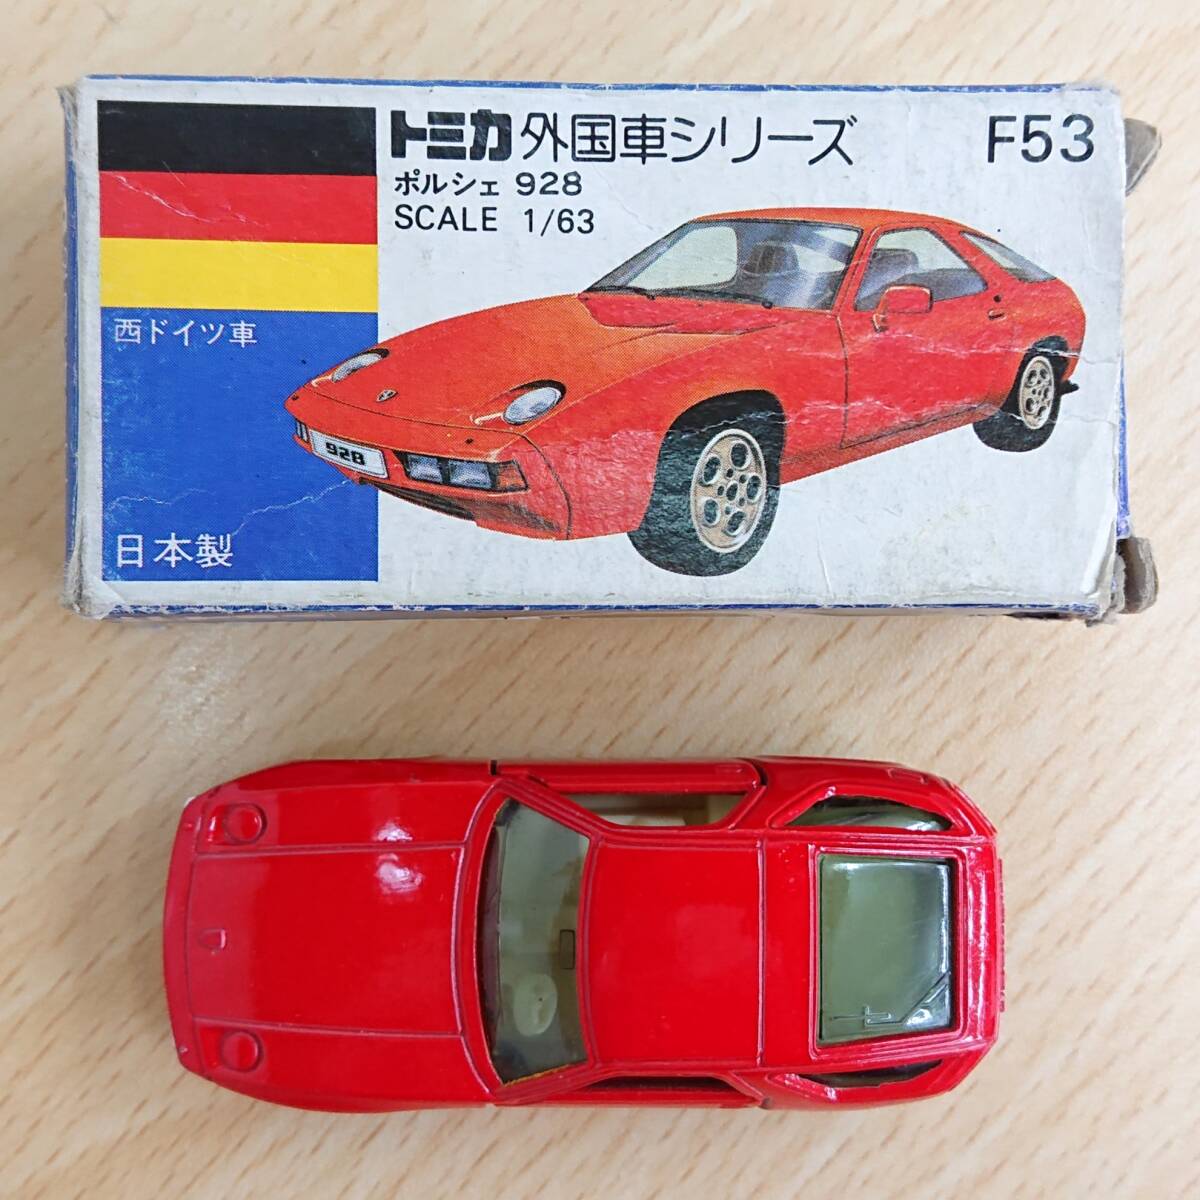 トミカ 外国車シリーズ F53
ポルシェ 928
SCALE 1/63
西ドイツ車
928
日本製